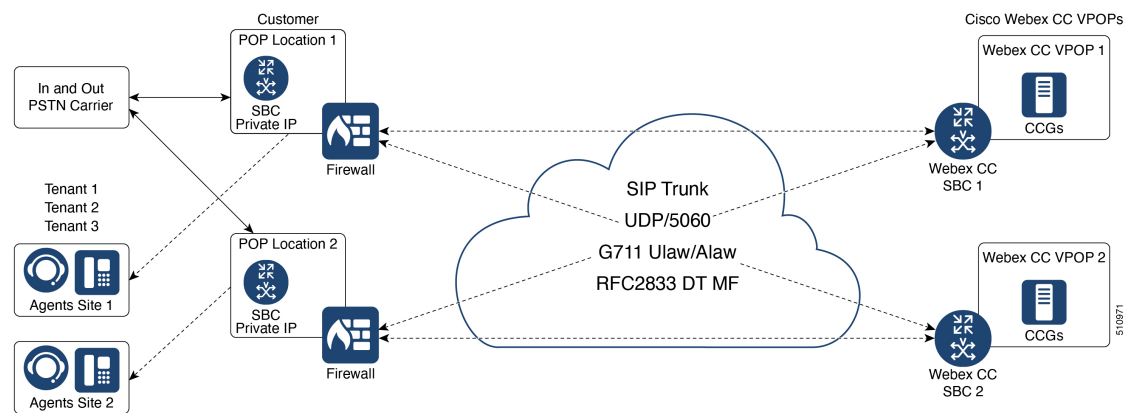 Customer
POP Location 1
SBC
Private IP
Firewall
In and Out
PSTN Carrier
Tenant 1
Tenant 2
Tenant 3
Agents Site 1
Agents Site 2
POP Location 2
SBC
Private IP
Firewall
SIP Trunk
UDP/5060
G711 Ulaw/Alaw
RFC2833 DT MF
Cisco Webex CC VPOPs
Webex CC VPOP 1
CCGs
Webex CC
SBC 1
Webex CC VPOP 2
CCGs
Webex CC
SBC 2
510971